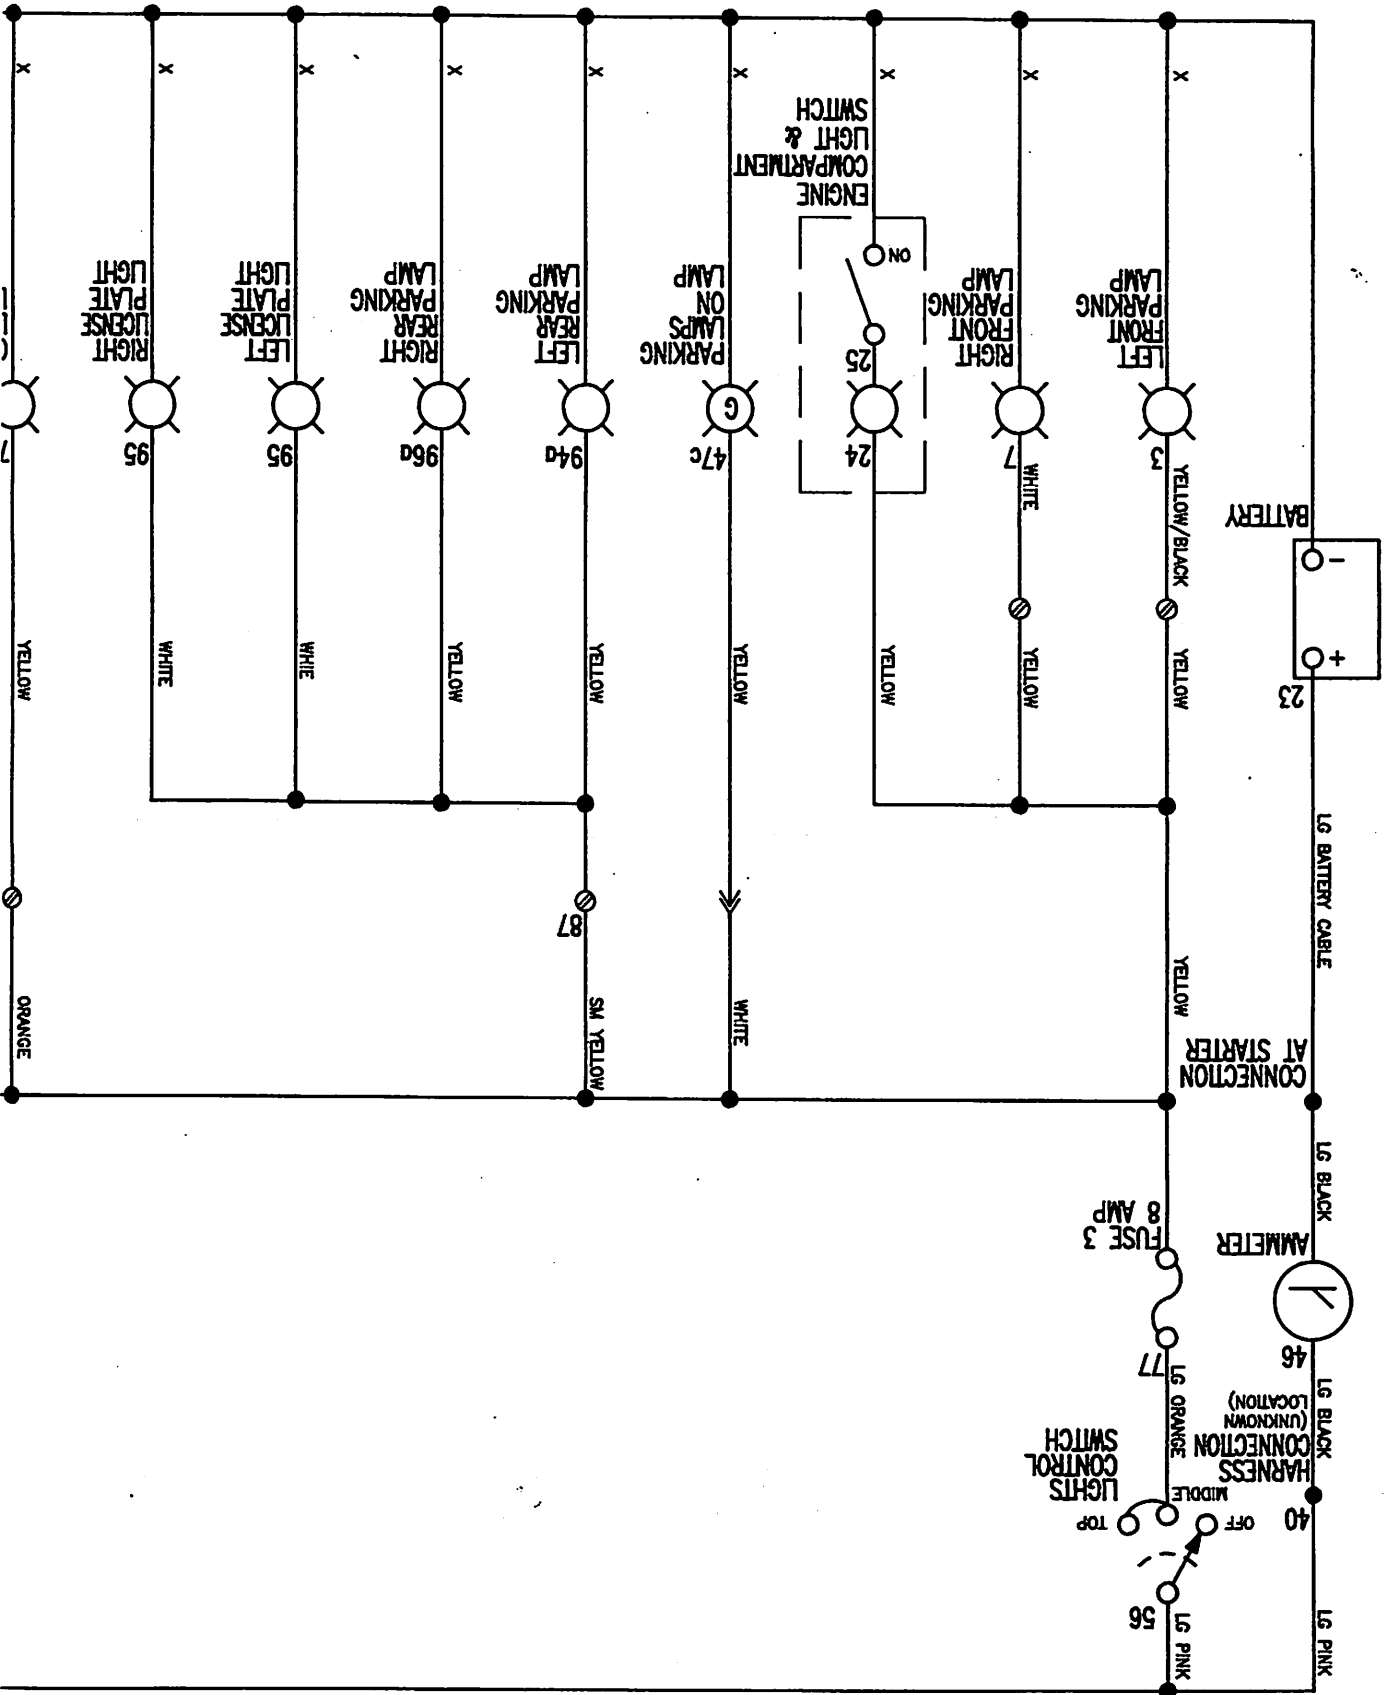 LG PINK
LG PINK
56
40
OFF
TOP
MIDDLE
HARNESS
CONNECTION
(UNKNOWN
LOCATION)
LIGHTS
CONTROL
SWITCH
LG BLACK
LG ORANGE
46
77
AMMETER
FUSE 3
8 AMP
LG BLACK
CONNECTION
AT STARTER
YELLOW
WHITE
SM YELLOW
ORANGE
LG BATTERY CABLE
87
23
+
-
BATTERY
YELLOW
YELLOW
YELLOW
YELLOW
YELLOW
YELLOW
WHIE
WHITE
YELLOW
YELLOW/BLACK
WHITE
3
7
24
47c
94a
96a
95
95
G
25
ON
LEFT
FRONT
PARKING
LAMP
RIGHT
FRONT
PARKING
LAMP
ENGINE
COMPARTMENT
LIGHT &
SWITCH
PARKING
LAMPS
ON
LAMP
LEFT
REAR
PARKING
LAMP
RIGHT
REAR
PARKING
LAMP
LEFT
LICENSE
PLATE
LIGHT
RIGHT
LICENSE
PLATE
LIGHT
X
X
X
X
X
X
X
X
X